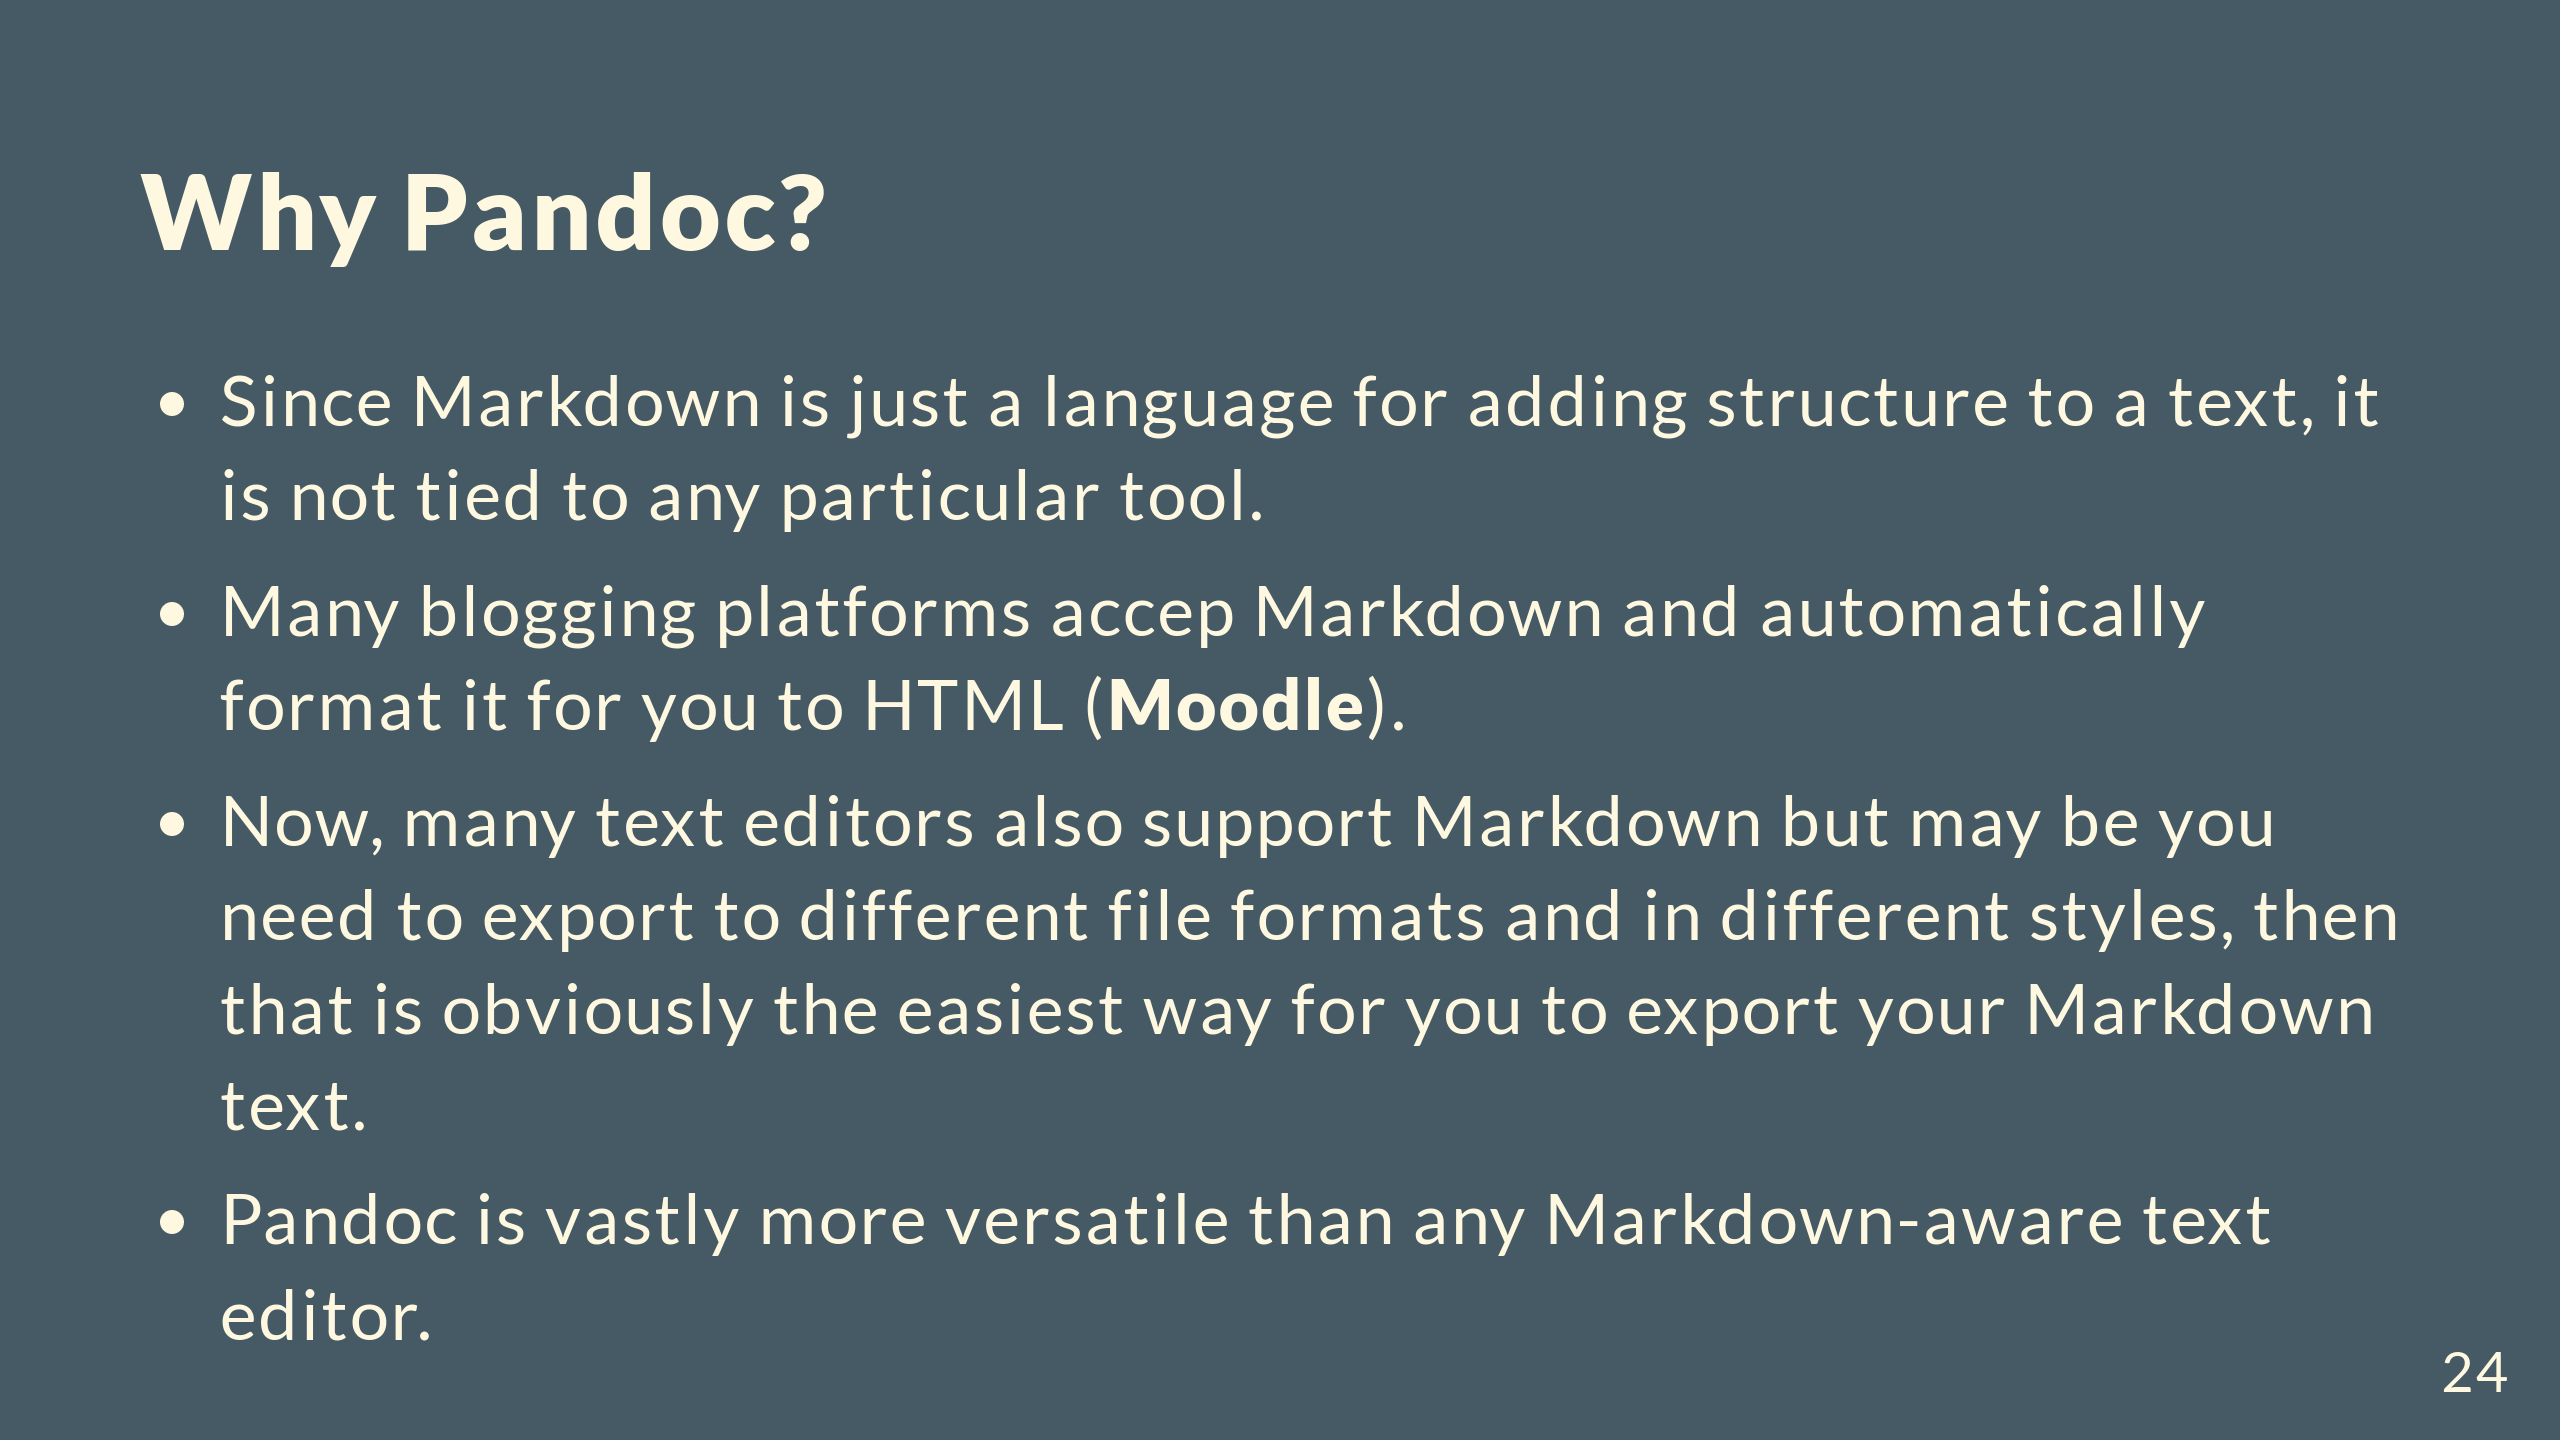 Why Pandoc?
• Since Markdown is just a language for adding structure to a text, it
is not tied to any particular tool.
• Many blogging platforms accep Markdown and automatically
format it for you to HTML (Moodle).
• Now, many text editors also support Markdown but may be you
need to export to different file formats and in different styles, then
that is obviously the easiest way for you to export your Markdown
text.
• Pandoc is vastly more versatile than any Markdown-aware text
editor.
24